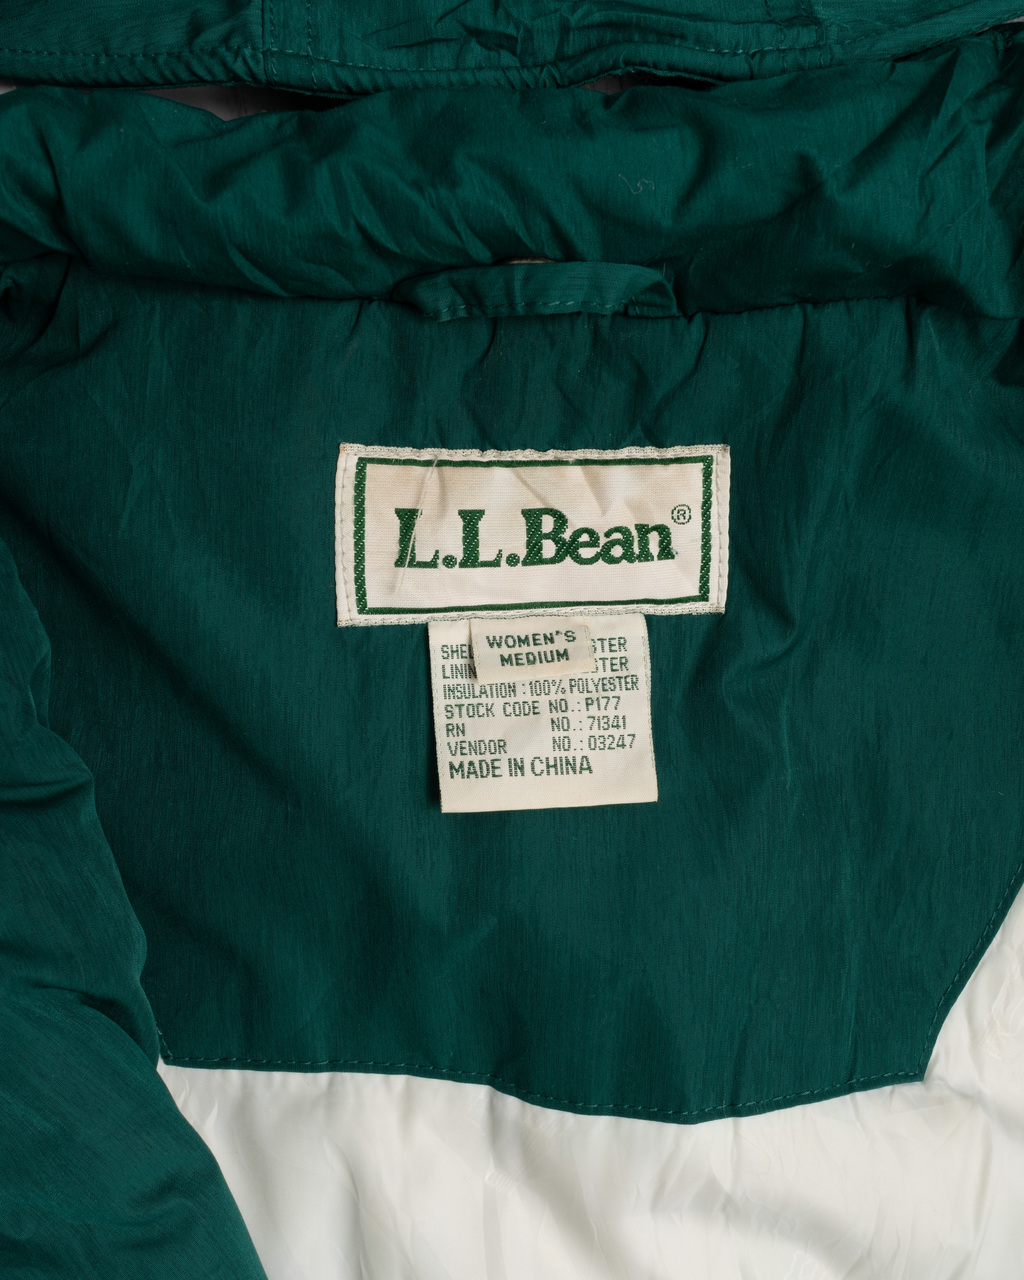 L.L.Bean®
WOMEN'S
MEDIUM
INSULATION : 100% POLYESTER
STOCK CODE NO.: P177
RN NO.: 71341
VENDOR NO.: 03247
MADE IN CHINA